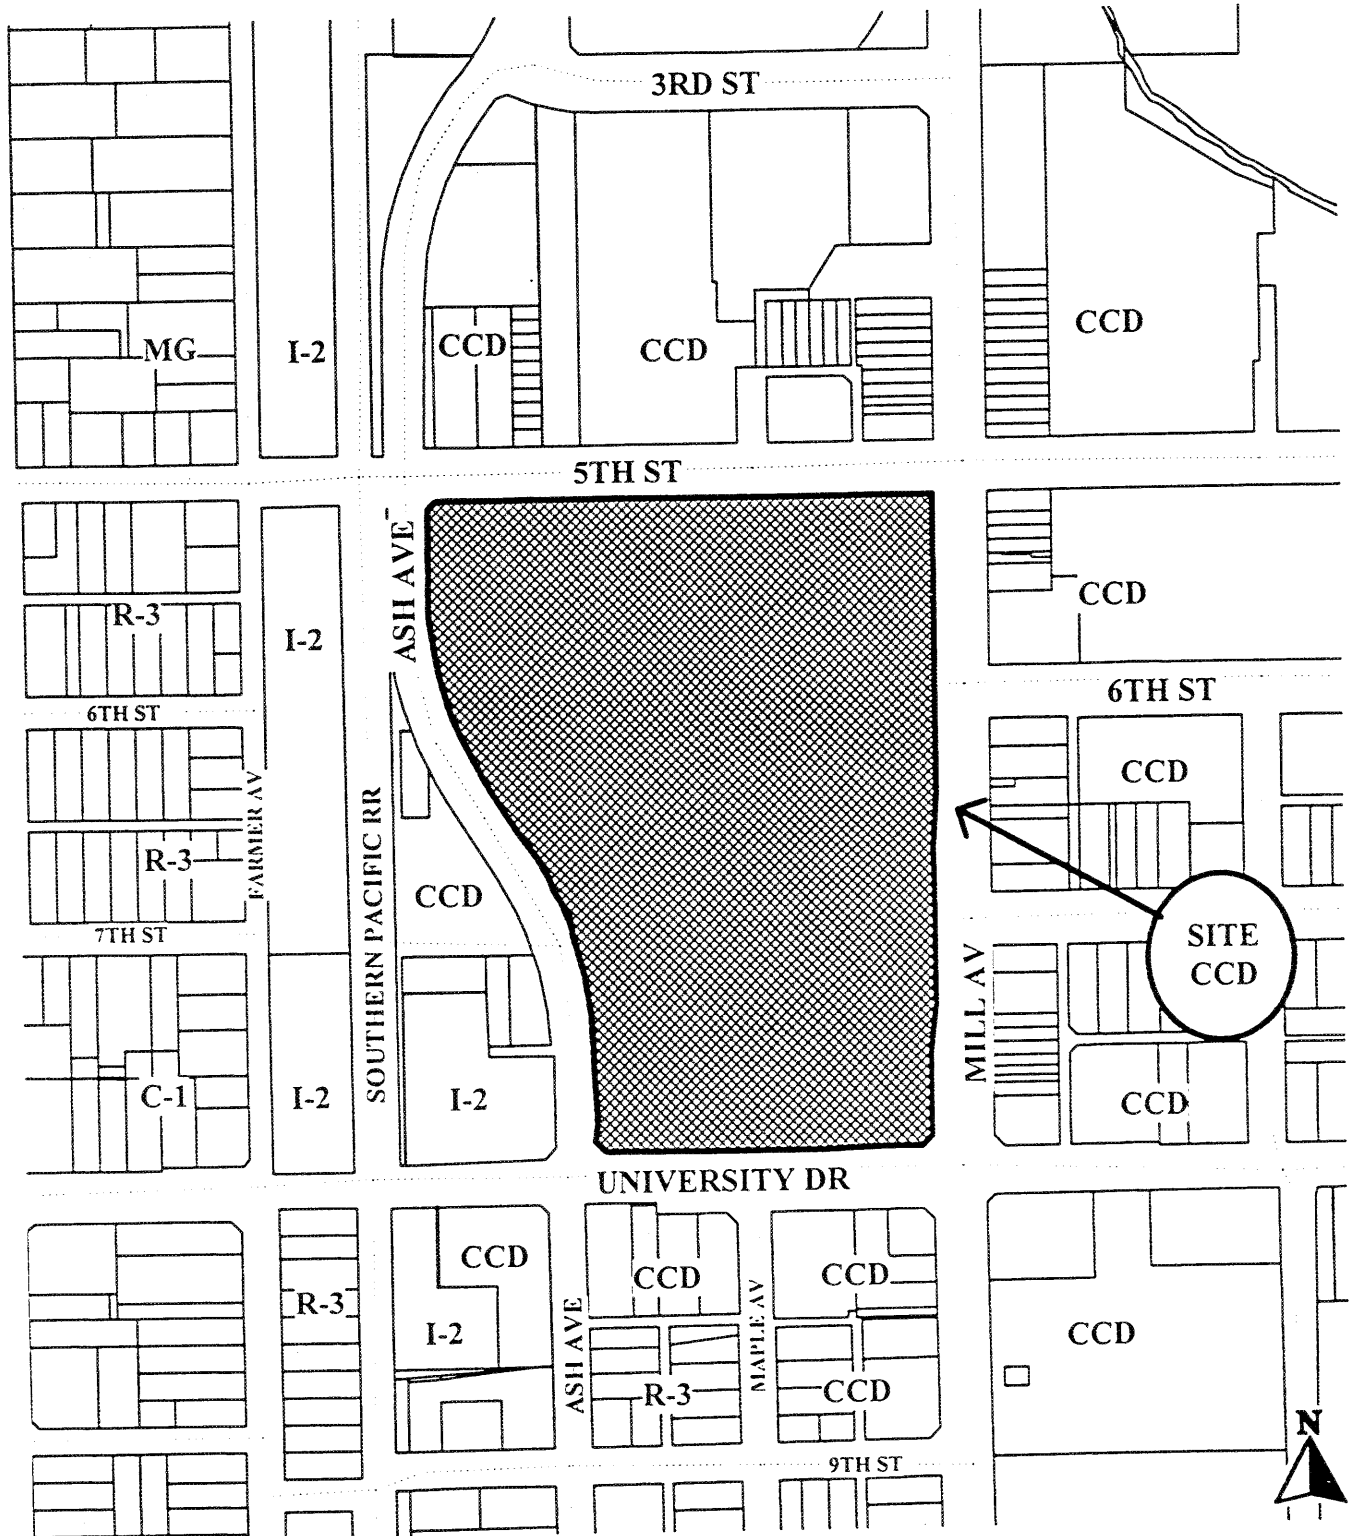 3RD ST
MG
I-2
CCD
CCD
CCD
5TH ST
ASH AVE
R-3
I-2
CCD
6TH ST
6TH ST
CCD
FARMER AV
SOUTHERN PACIFIC RR
R-3
CCD
7TH ST
SITE
CCD
MILL AV
C-1
I-2
I-2
CCD
UNIVERSITY DR
CCD
CCD
CCD
R-3
I-2
ASH AVE
MAPLE AV
CCD
R-3
CCD
N
9TH ST